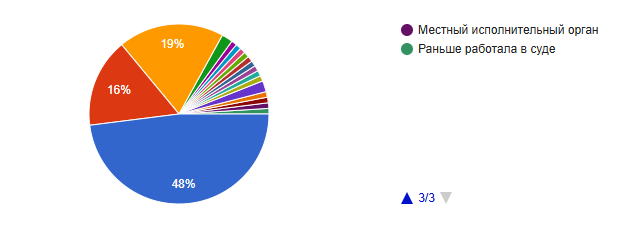 19%
16%
48%
Местный исполнительный орган
Раньше работала в суде
3/3